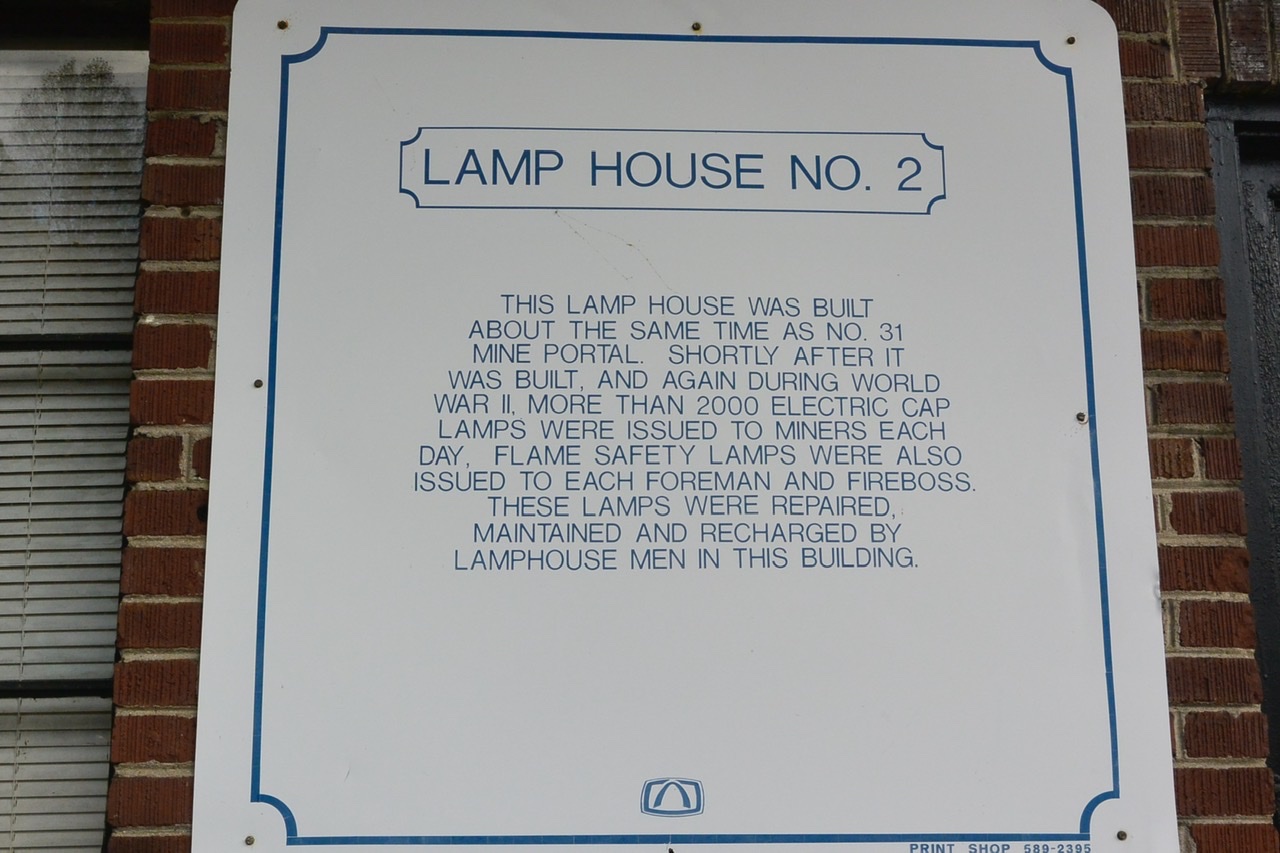 LAMP HOUSE NO. 2
THIS LAMP HOUSE WAS BUILT
ABOUT THE SAME TIME AS NO. 31
MINE PORTAL. SHORTLY AFTER IT
WAS BUILT, AND AGAIN DURING WORLD
WAR II, MORE THAN 2000 ELECTRIC CAP
LAMPS WERE ISSUED TO MINERS EACH
DAY, FLAME SAFETY LAMPS WERE ALSO
ISSUED TO EACH FOREMAN AND FIREBOSS.
THESE LAMPS WERE REPAIRED,
MAINTAINED AND RECHARGED BY
LAMPHOUSE MEN IN THIS BUILDING.
PRINT SHOP 589-2395